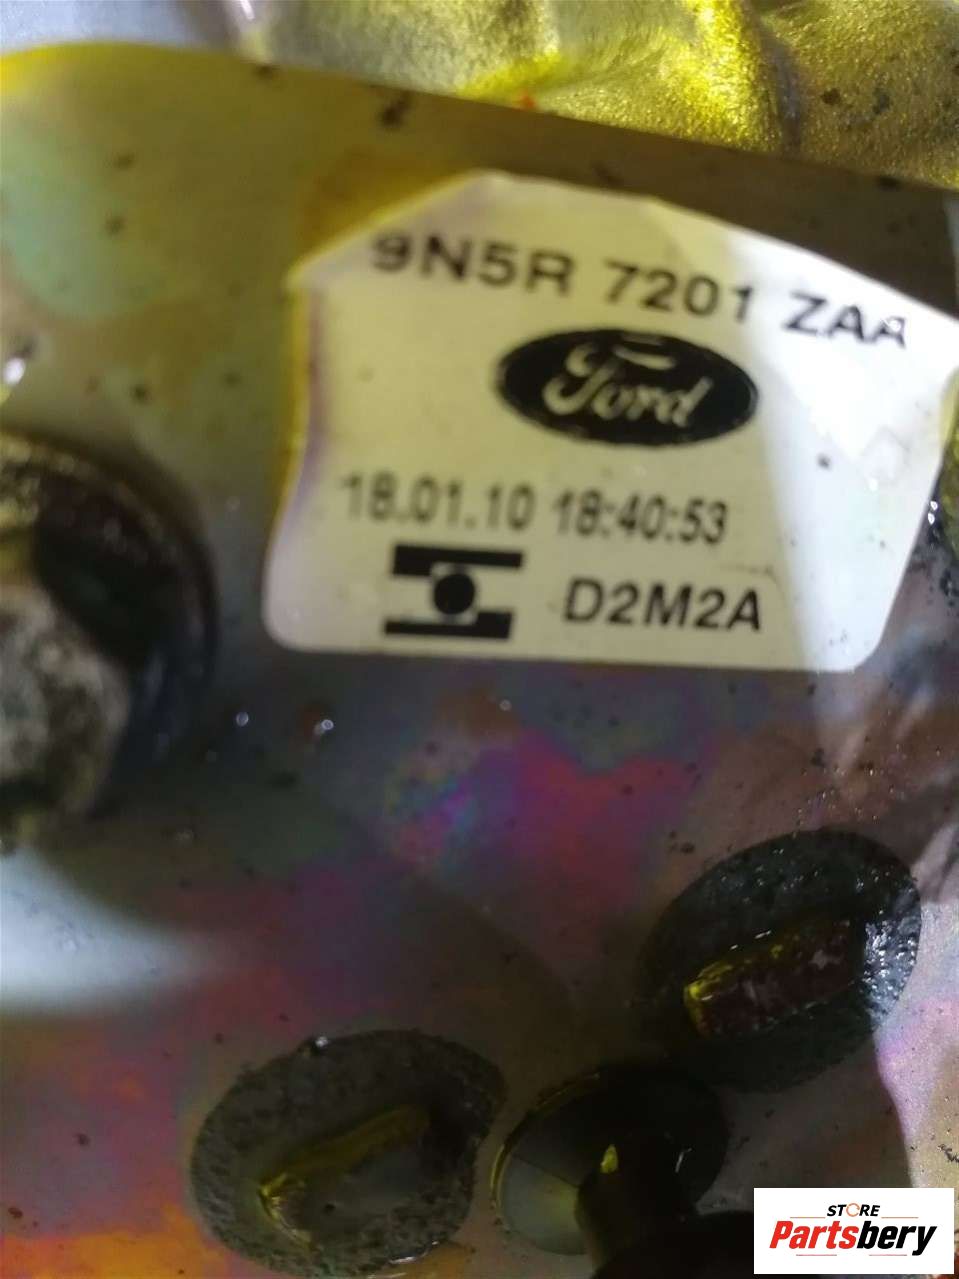 9N5R 7201 ZAA
Ford
18.01.10 18:40:53
D2M2A
STORE
Partsbery